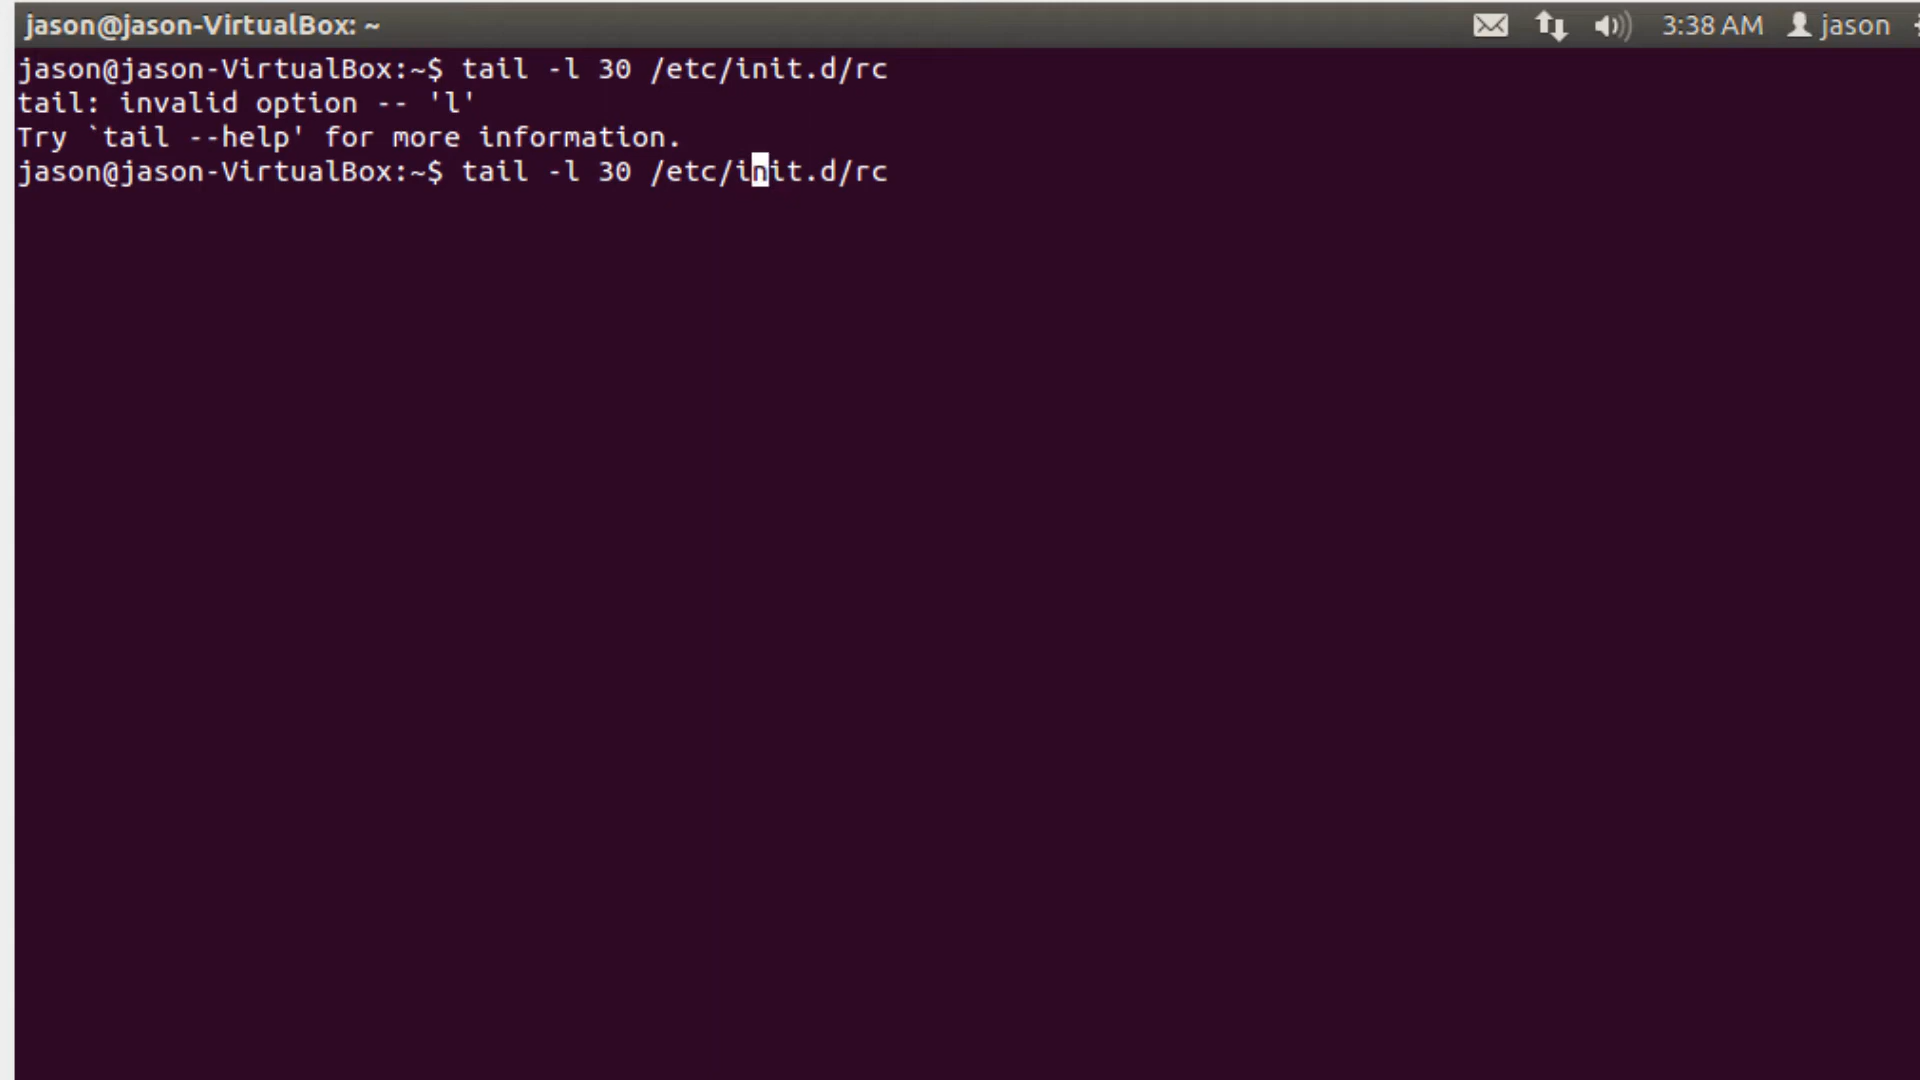 jason@jason-VirtualBox: ~
3:38 AM jason
jason@jason-VirtualBox:~$ tail -l 30 /etc/init.d/rc
tail: invalid option -- 'l'
Try `tail --help' for more information.
jason@jason-VirtualBox:~$ tail -l 30 /etc/init.d/rc